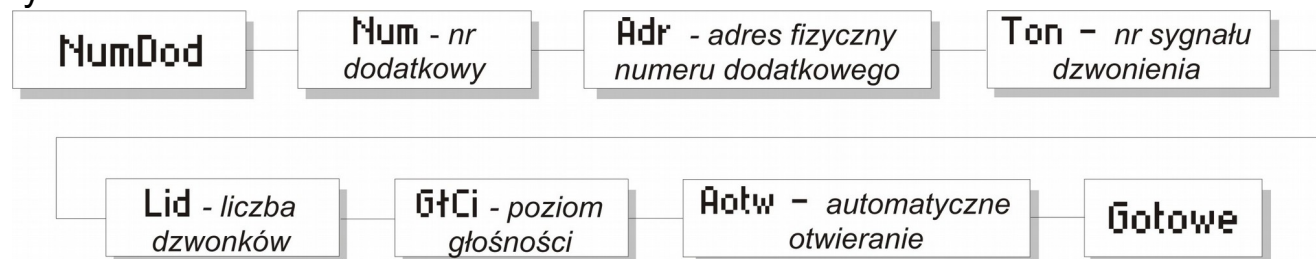 NumDod
Num - nr
dodatkowy
Adr - adres fizyczny
numeru dodatkowego
Ton - nr sygnału
dzwonienia
Lid - liczba
dzwonków
GłCi - poziom
głośności
Aotw - automatyczne
otwieranie
Gotowe